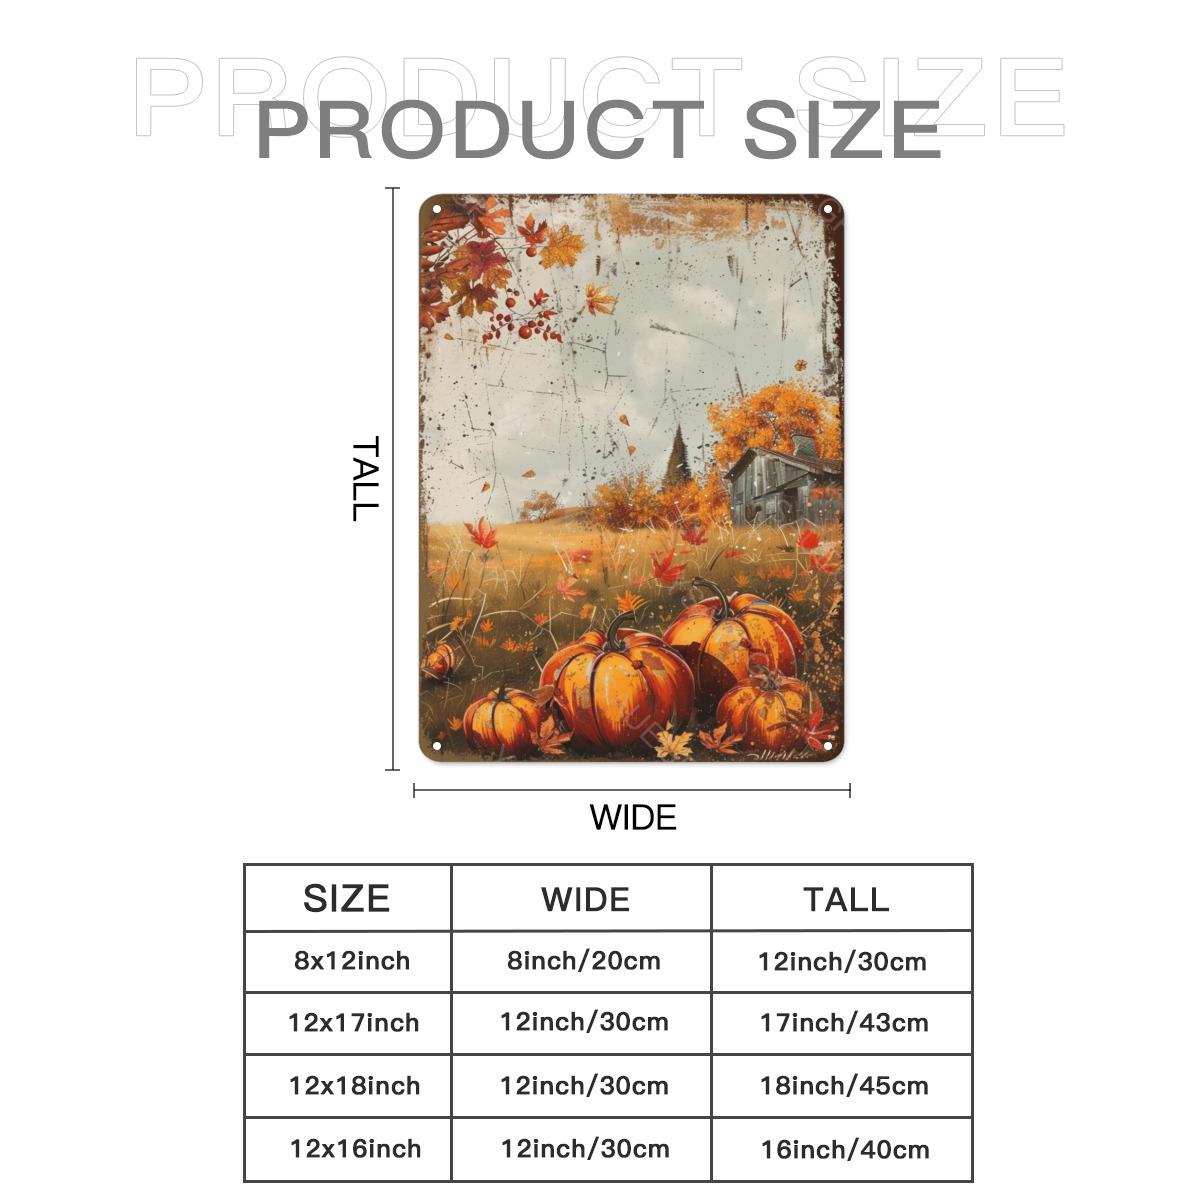 PRODUCT SIZE
PRODUCT SIZE
TALL
WIDE
SIZE WIDE TALL
8x12inch 8inch/20cm 12inch/30cm
12x17inch 12inch/30cm 17inch/43cm
12x18inch 12inch/30cm 18inch/45cm
12x16inch 12inch/30cm 16inch/40cm